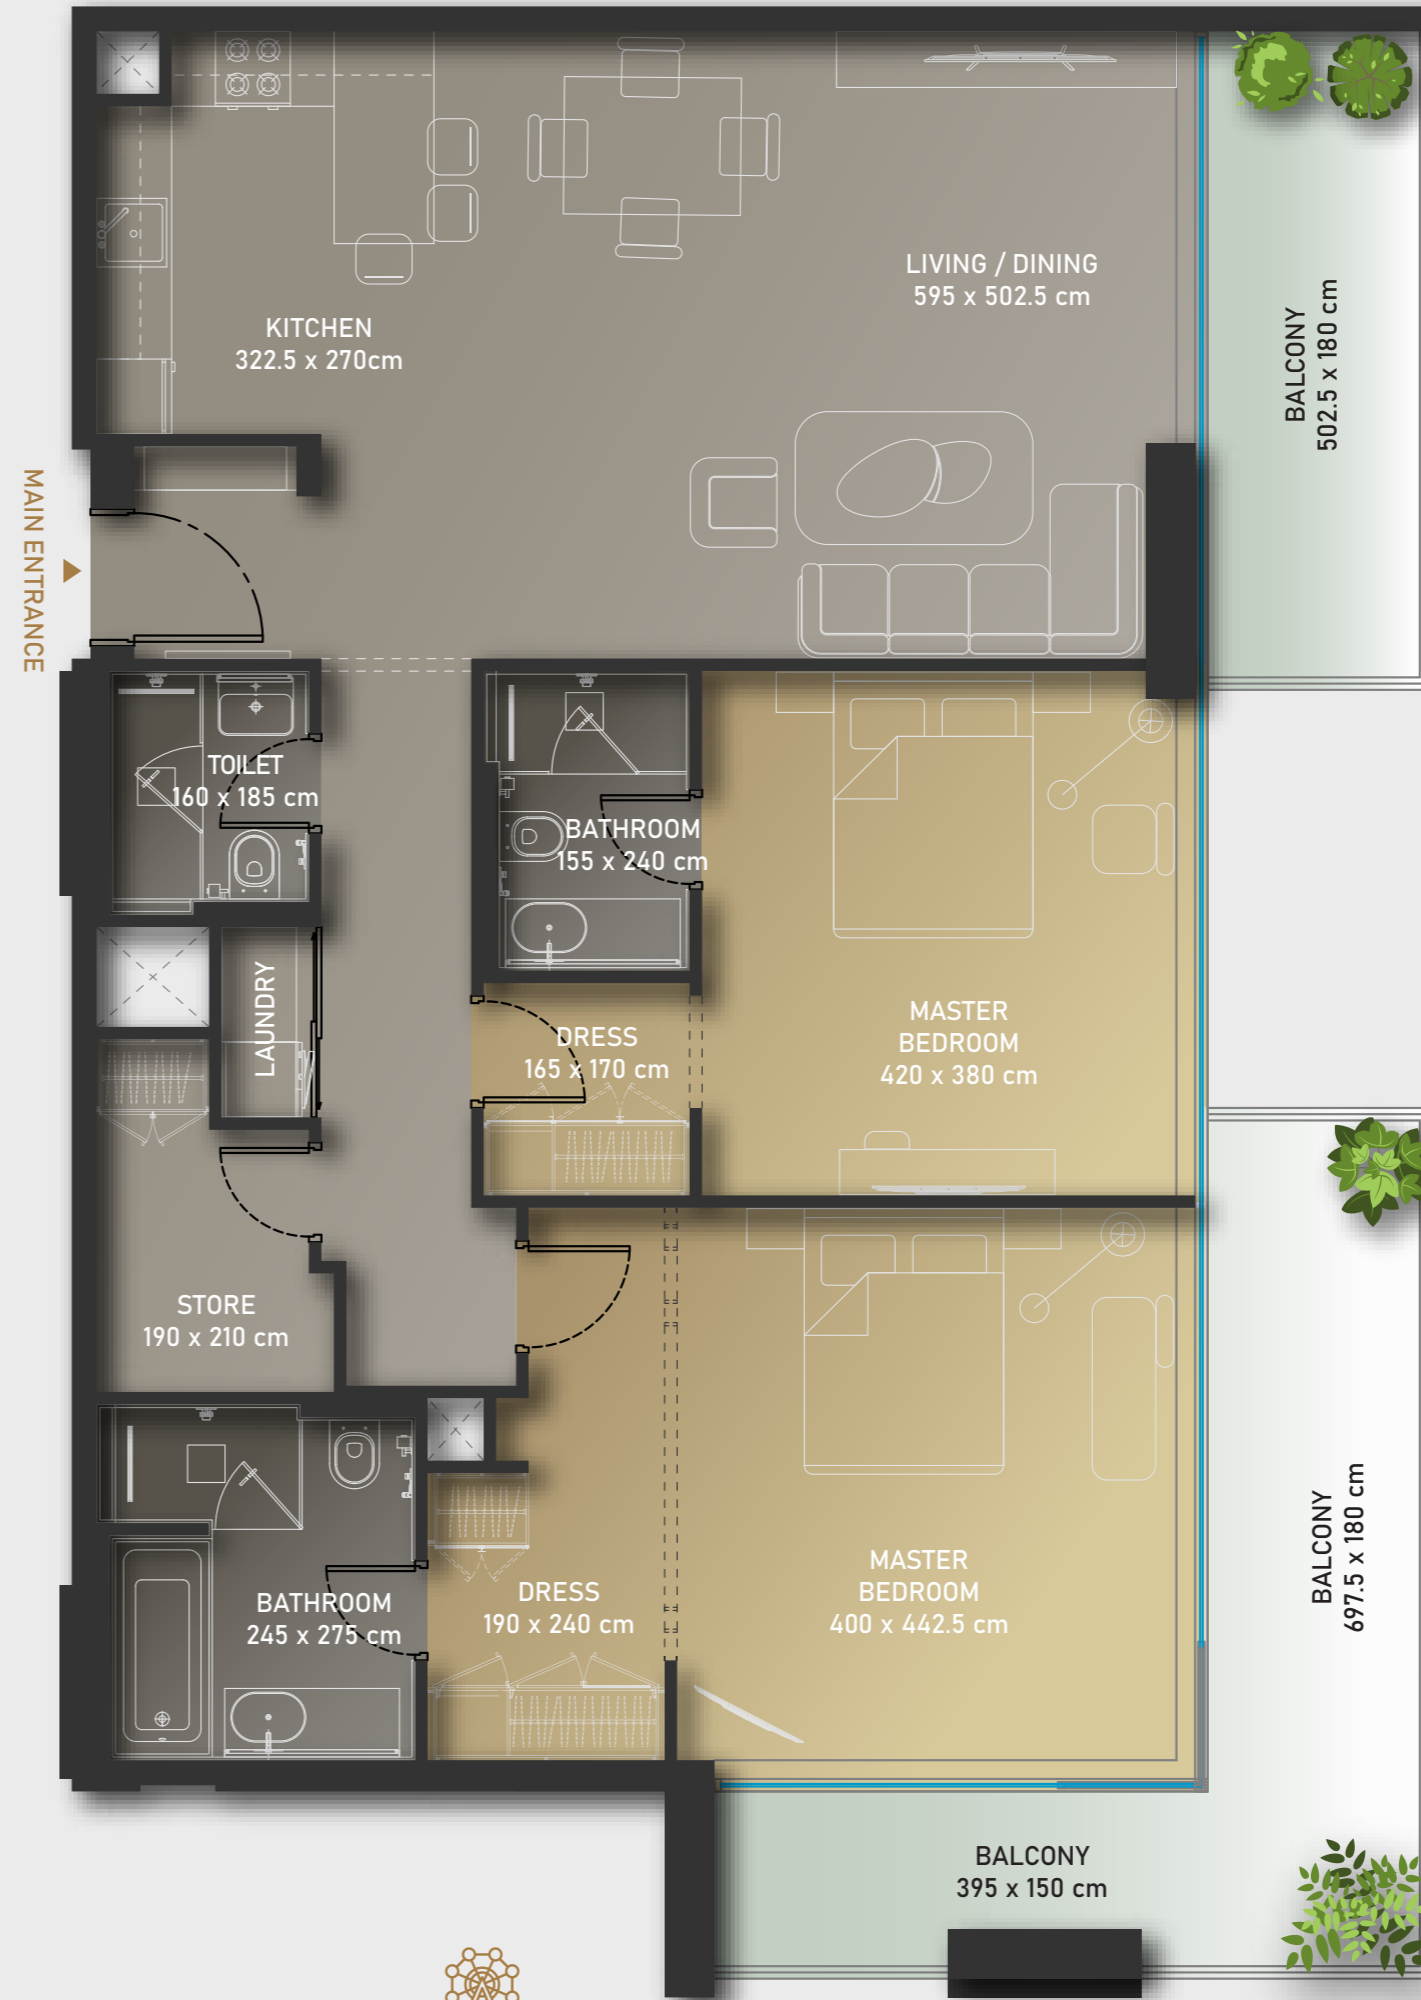 LIVING / DINING
595 x 502.5 cm
KITCHEN
322.5 x 270cm
BALCONY
502.5 x 180 cm
MAIN ENTRANCE
TOILET
160 x 185 cm
BATHROOM
155 x 240 cm
LAUNDRY
DRESS
165 x 170 cm
MASTER
BEDROOM
420 x 380 cm
STORE
190 x 210 cm
BATHROOM
245 x 275 cm
DRESS
190 x 240 cm
MASTER
BEDROOM
400 x 442.5 cm
BALCONY
697.5 x 180 cm
BALCONY
395 x 150 cm